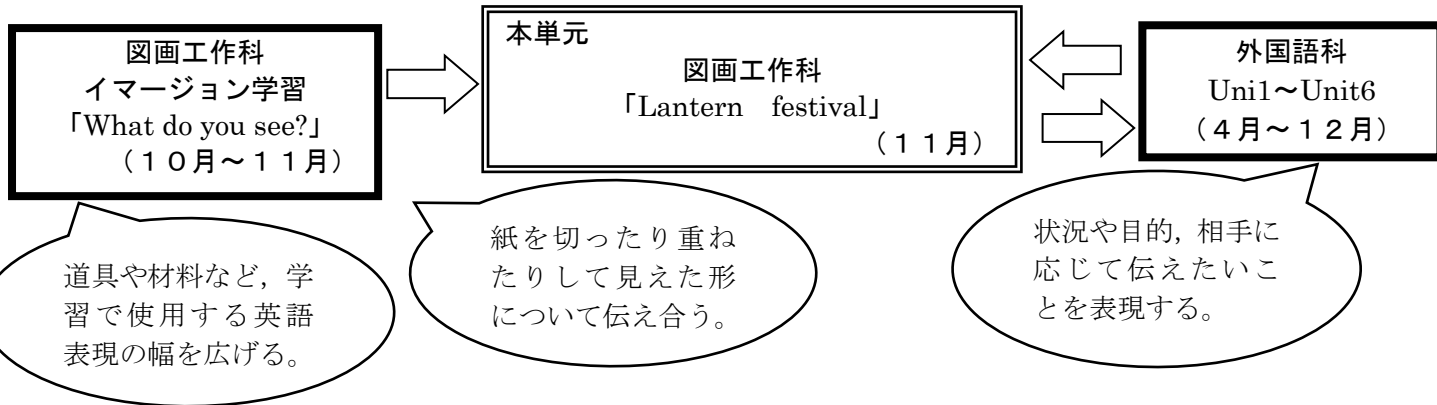 図画工作科
イマージョン学習
「What do you see?」
（１０月～１１月）
本単元
図画工作科
「Lantern　festival」
（１１月）
外国語科
Uni1～Unit6
（４月～１２月）
道具や材料など，学
習で使用する英語
表現の幅を広げる。
紙を切ったり重ね
たりして見えた形
について伝え合う。
状況や目的，相手に
応じて伝えたいこ
とを表現する。